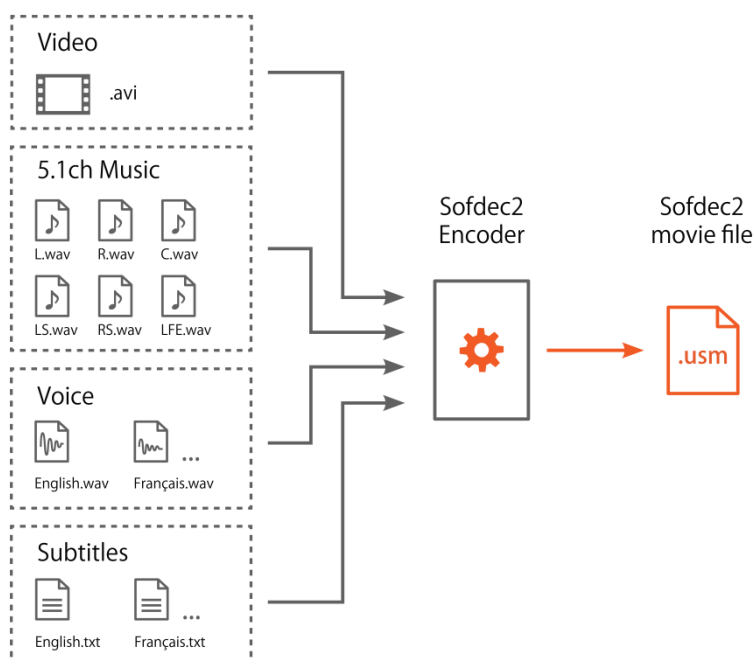 Video
.avi
5.1ch Music
L.wav R.wav C.wav
LS.wav RS.wav LFE.wav
Voice
...
English.wav Français.wav
Subtitles
...
English.txt Français.txt
Sofdec2
Encoder
Sofdec2
movie file
.usm